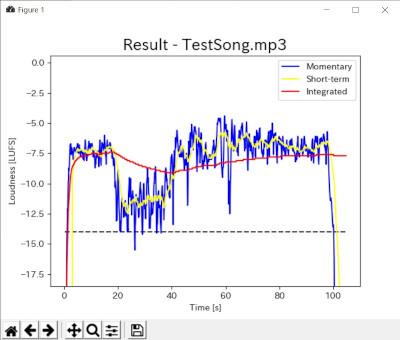 Figure 1
Result - TestSong.mp3
0.0
-2.5
-5.0
-7.5
-10.0
-12.5
-15.0
-17.5
Loudness [LUFS]
Momentary
Short-term
Integrated
0
20
40
60
80
100
Time [s]